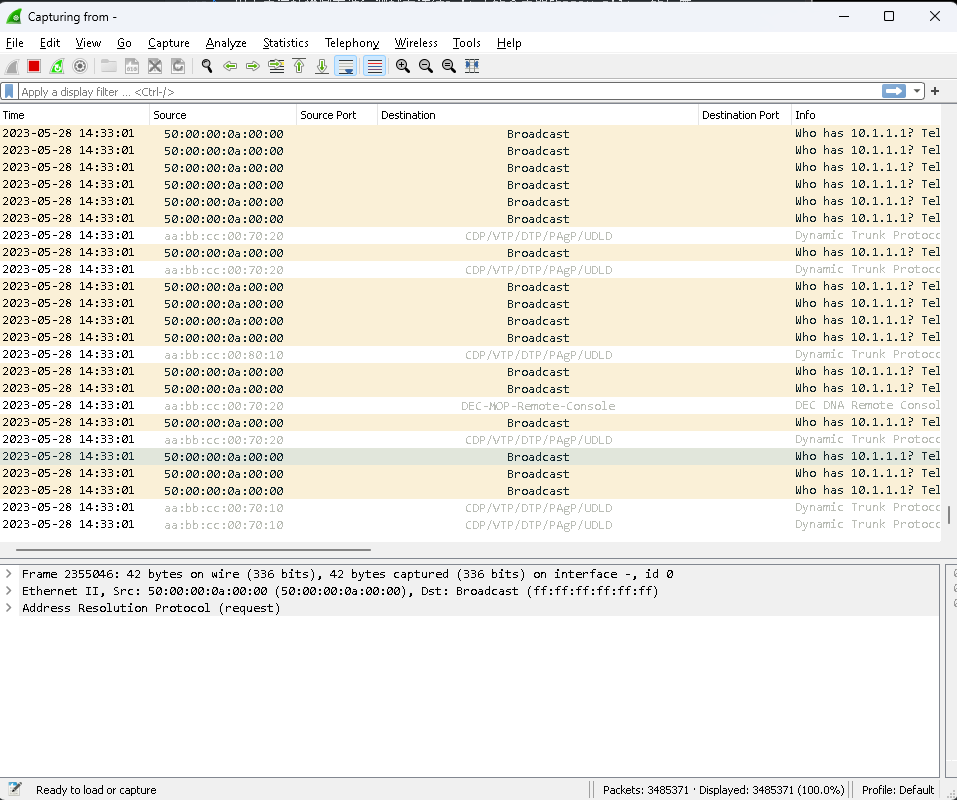 Capturing from -
File Edit View Go Capture Analyze Statistics Telephony Wireless Tools Help
Apply a display filter ... <Ctrl-/>
Time Source Source Port Destination Destination Port Info
2023-05-28 14:33:01 50:00:00:0a:00:00 Broadcast Who has 10.1.1.1? Tel
2023-05-28 14:33:01 50:00:00:0a:00:00 Broadcast Who has 10.1.1.1? Tel
2023-05-28 14:33:01 50:00:00:0a:00:00 Broadcast Who has 10.1.1.1? Tel
2023-05-28 14:33:01 50:00:00:0a:00:00 Broadcast Who has 10.1.1.1? Tel
2023-05-28 14:33:01 50:00:00:0a:00:00 Broadcast Who has 10.1.1.1? Tel
2023-05-28 14:33:01 50:00:00:0a:00:00 Broadcast Who has 10.1.1.1? Tel
2023-05-28 14:33:01 aa:bb:cc:00:70:20 CDP/VTP/DTP/PAgP/UDLD Dynamic Trunk Protoc
2023-05-28 14:33:01 50:00:00:0a:00:00 Broadcast Who has 10.1.1.1? Tel
2023-05-28 14:33:01 aa:bb:cc:00:70:20 CDP/VTP/DTP/PAgP/UDLD Dynamic Trunk Protoc
2023-05-28 14:33:01 50:00:00:0a:00:00 Broadcast Who has 10.1.1.1? Tel
2023-05-28 14:33:01 50:00:00:0a:00:00 Broadcast Who has 10.1.1.1? Tel
2023-05-28 14:33:01 50:00:00:0a:00:00 Broadcast Who has 10.1.1.1? Tel
2023-05-28 14:33:01 50:00:00:0a:00:00 Broadcast Who has 10.1.1.1? Tel
2023-05-28 14:33:01 aa:bb:cc:00:80:10 CDP/VTP/DTP/PAgP/UDLD Dynamic Trunk Protoc
2023-05-28 14:33:01 50:00:00:0a:00:00 Broadcast Who has 10.1.1.1? Tel
2023-05-28 14:33:01 50:00:00:0a:00:00 Broadcast Who has 10.1.1.1? Tel
2023-05-28 14:33:01 aa:bb:cc:00:70:20 DEC-MOP-Remote-Console DEC DNA Remote Consol
2023-05-28 14:33:01 50:00:00:0a:00:00 Broadcast Who has 10.1.1.1? Tel
2023-05-28 14:33:01 aa:bb:cc:00:70:20 CDP/VTP/DTP/PAgP/UDLD Dynamic Trunk Protoc
2023-05-28 14:33:01 50:00:00:0a:00:00 Broadcast Who has 10.1.1.1? Tel
2023-05-28 14:33:01 50:00:00:0a:00:00 Broadcast Who has 10.1.1.1? Tel
2023-05-28 14:33:01 50:00:00:0a:00:00 Broadcast Who has 10.1.1.1? Tel
2023-05-28 14:33:01 aa:bb:cc:00:70:10 CDP/VTP/DTP/PAgP/UDLD Dynamic Trunk Protoc
2023-05-28 14:33:01 aa:bb:cc:00:70:10 CDP/VTP/DTP/PAgP/UDLD Dynamic Trunk Protoc
Frame 2355046: 42 bytes on wire (336 bits), 42 bytes captured (336 bits) on interface -, id 0
Ethernet II, Src: 50:00:00:0a:00:00 (50:00:00:0a:00:00), Dst: Broadcast (ff:ff:ff:ff:ff:ff)
Address Resolution Protocol (request)
Ready to load or capture
Packets: 3485371 · Displayed: 3485371 (100.0%)
Profile: Default